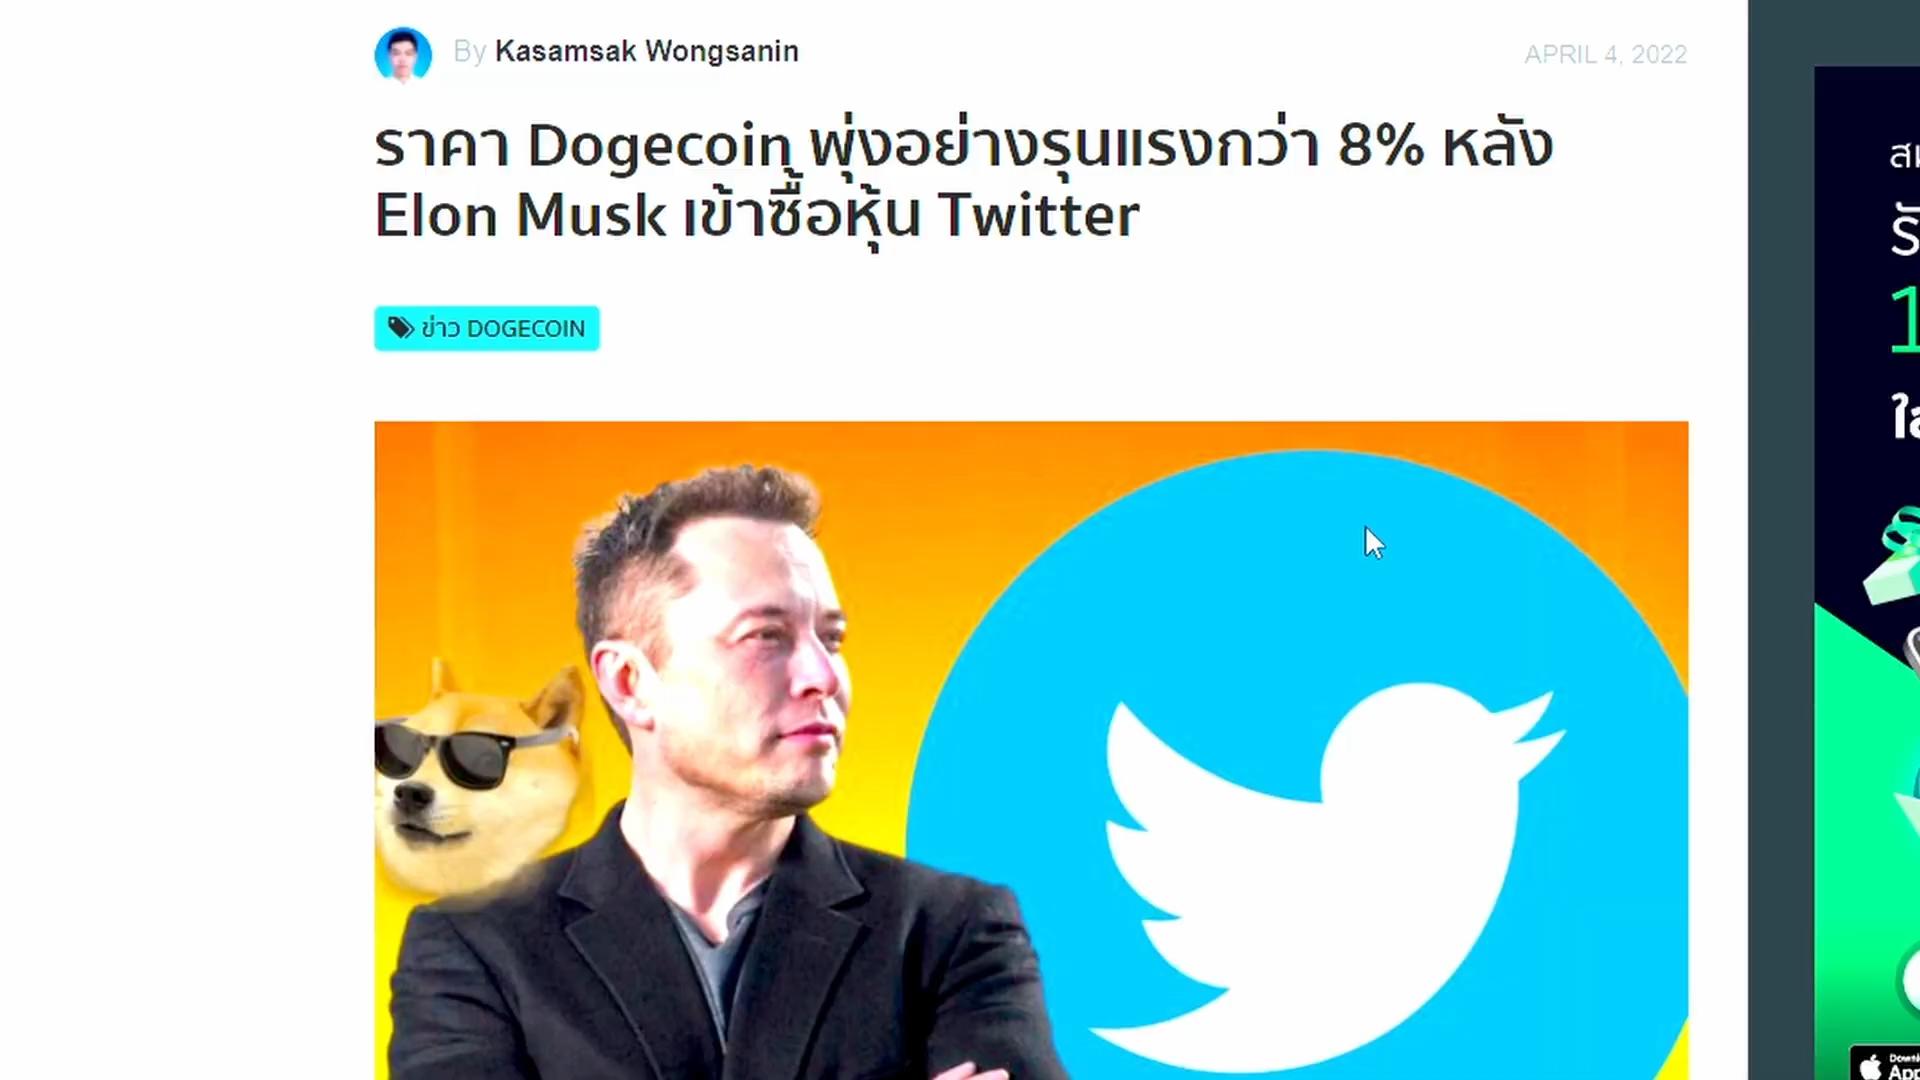 By Kasamsak Wongsanin
APRIL 4, 2022
ราคา Dogecoin พุ่งอย่างรุนแรงกว่า 8% หลัง
Elon Musk เข้าซื้อหุ้น Twitter
ข่าว DOGECOIN